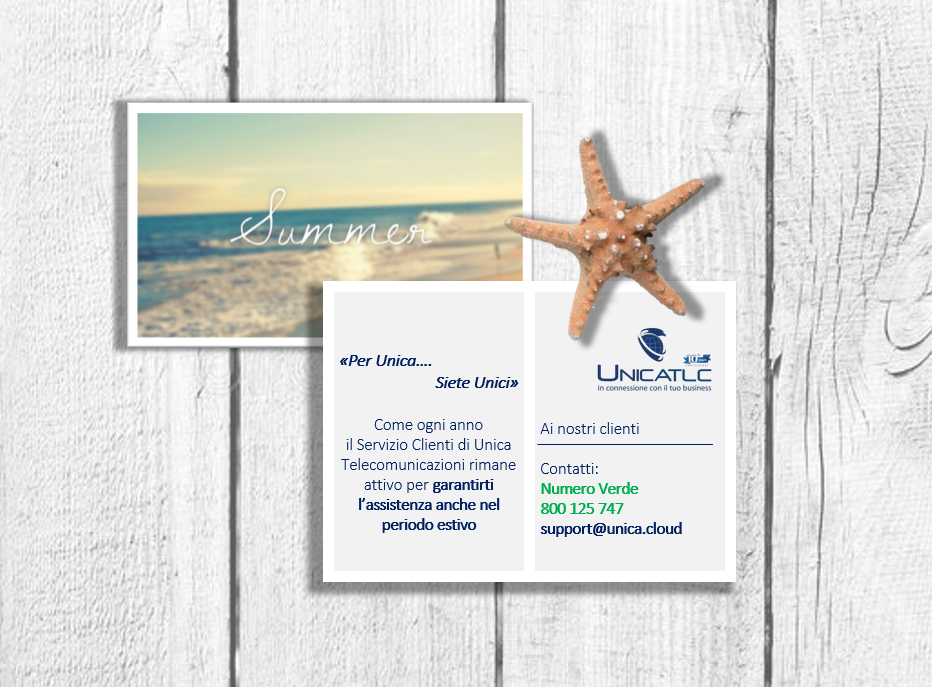 Summer
«Per Unica....
Siete Unici»
Come ogni anno
il Servizio Clienti di Unica
Telecomunicazioni rimane
attivo per garantirti
l’assistenza anche nel
periodo estivo
UNICATLC
in connessione con il tuo business
Ai nostri clienti
Contatti:
Numero Verde
800 125 747
support@unica.cloud